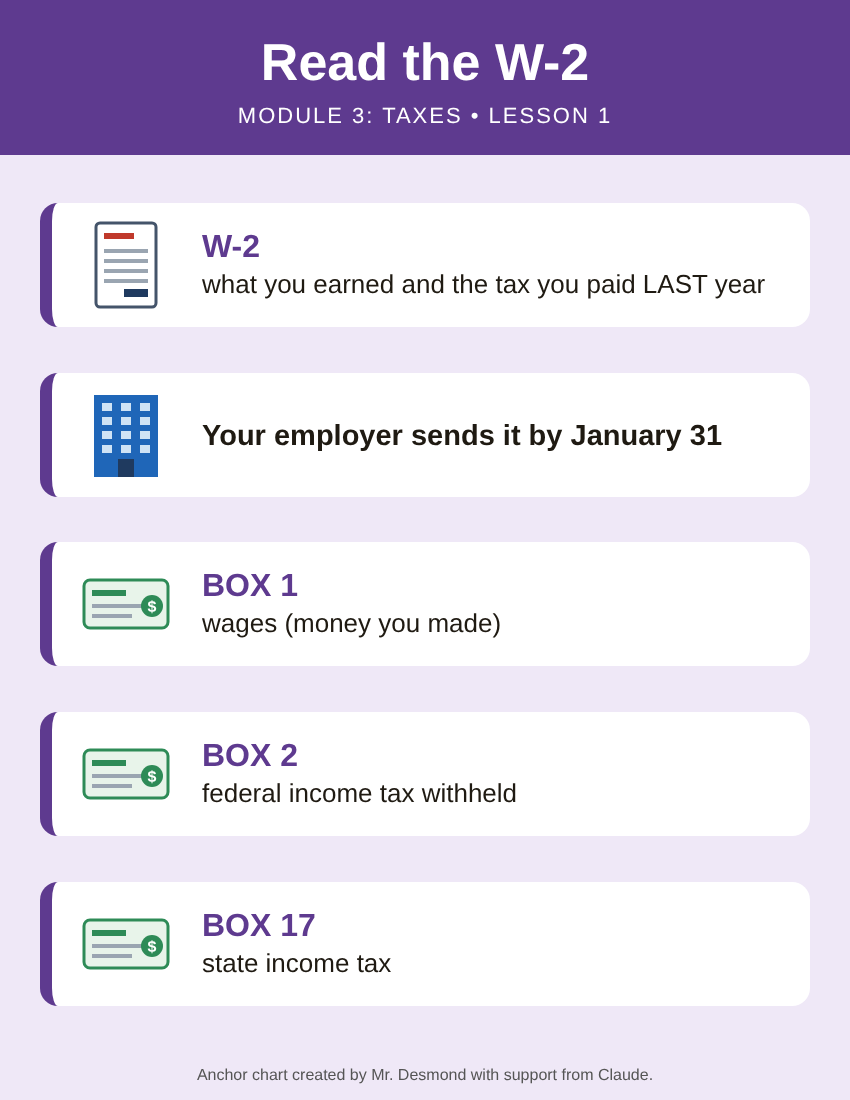 Read the W-2
MODULE 3: TAXES • LESSON 1
W-2
what you earned and the tax you paid LAST year
Your employer sends it by January 31
BOX 1
$
wages (money you made)
BOX 2
$
federal income tax withheld
BOX 17
$
state income tax
Anchor chart created by Mr. Desmond with support from Claude.